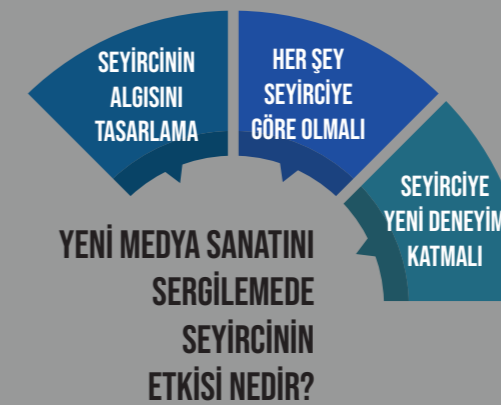 SEYİRCİNİN
ALGISINI
TASARLAMA
HER ŞEY
SEYİRCİYE
GÖRE OLMALI
SEYİRCİYE
YENİ DENEYİM
KATMALI
YENİ MEDYA SANATINI
SERGİLEMEDE
SEYİRCİNİN
ETKİSİ NEDİR?